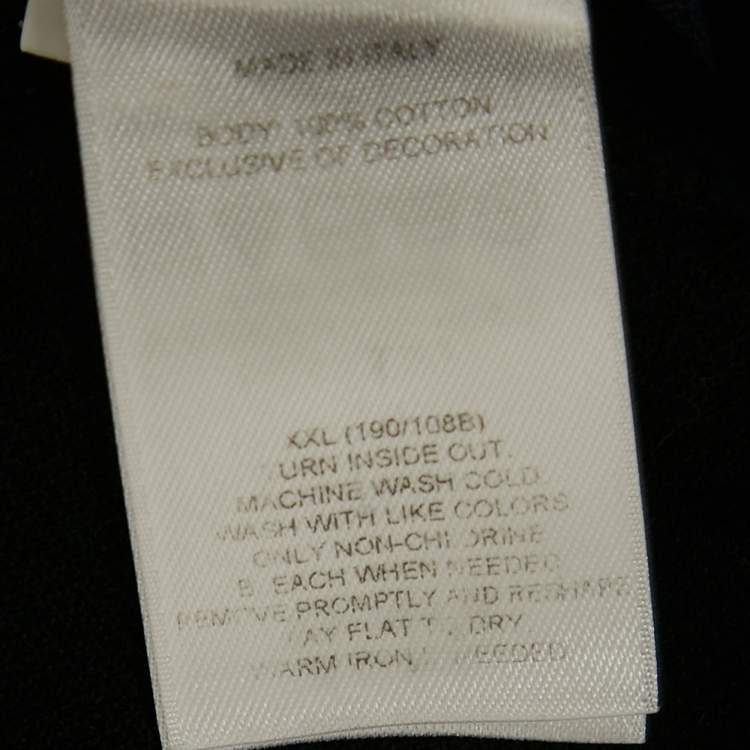 MADE IN ITALY
BODY 100% COTTON
EXCLUSIVE OF DECORATION
XXL (190/108B)
TURN INSIDE OUT.
MACHINE WASH COLD
WASH WITH LIKE COLORS
ONLY NON-CHLORINE
BLEACH WHEN NEEDED
REMOVE PROMPTLY AND RESHAPE
LAY FLAT TO DRY
WARM IRON IF NEEDED